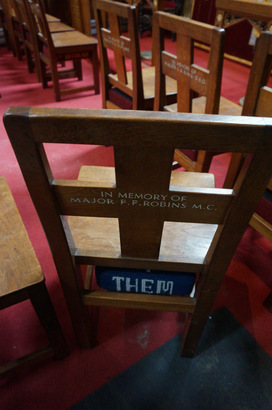 IN MEMORY OF
MAJOR F.F.ROBINS M.C.
THEM